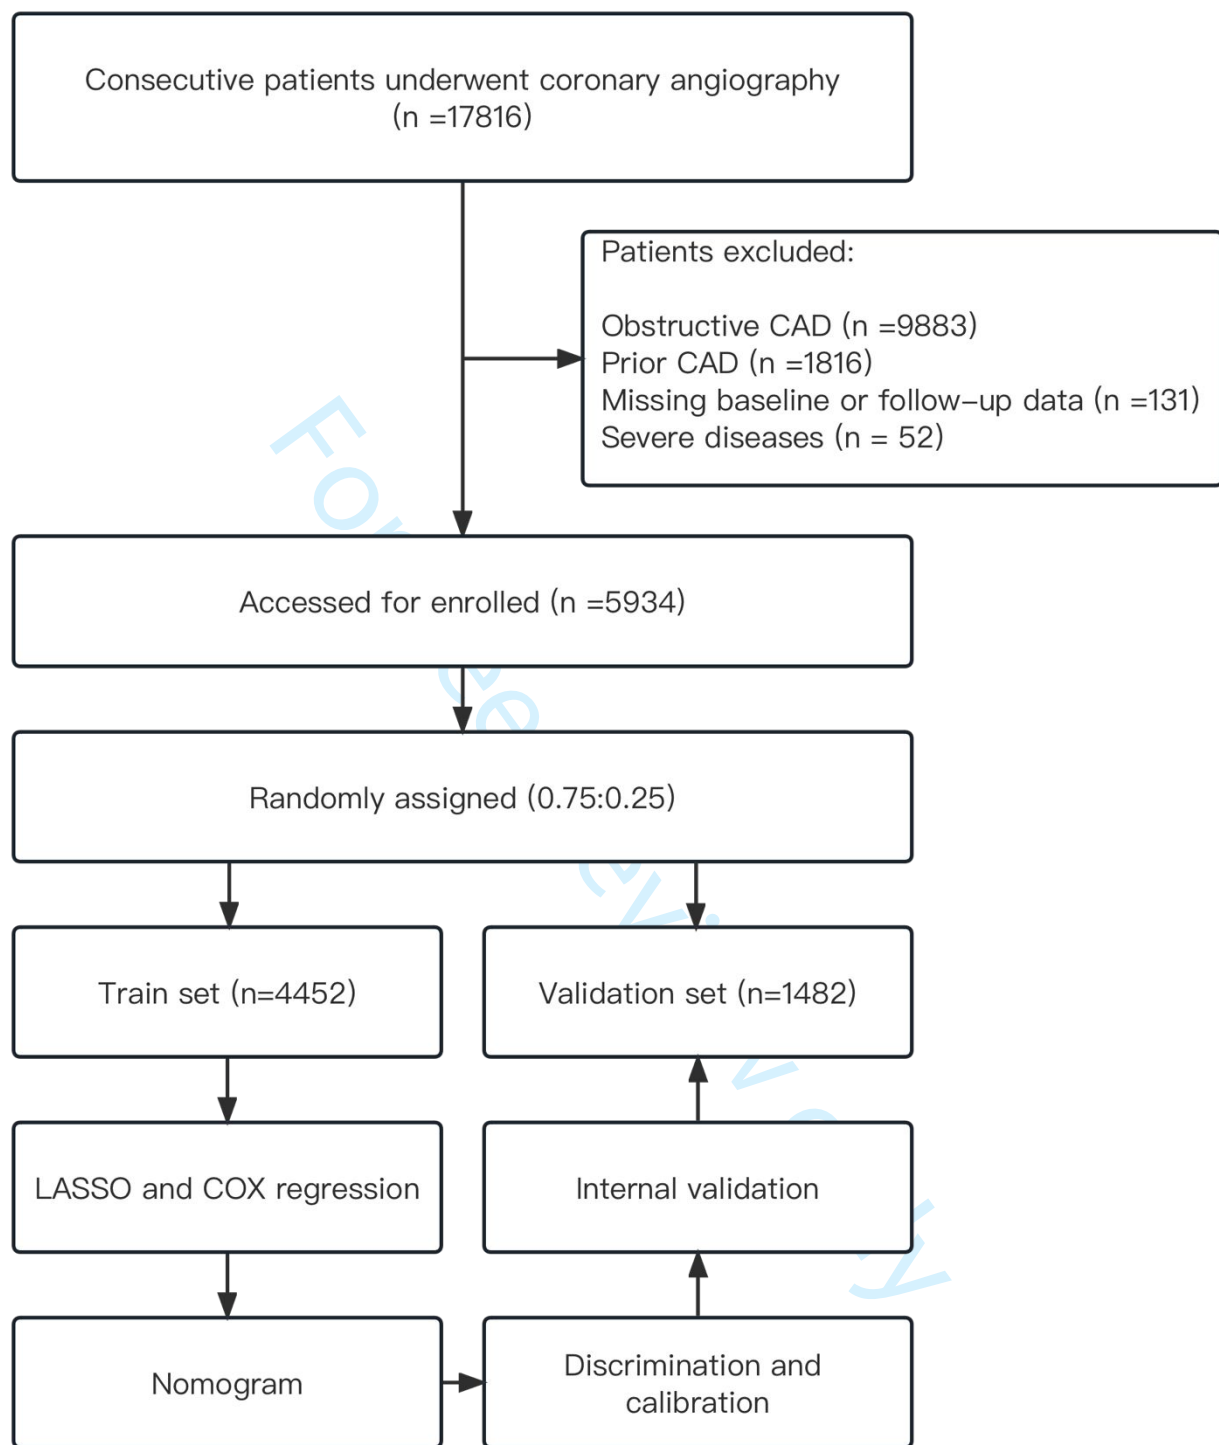 Consecutive patients underwent coronary angiography
(n =17816)
Patients excluded:
Obstructive CAD (n =9883)
Prior CAD (n =1816)
Missing baseline or follow–up data (n =131)
Severe diseases (n = 52)
Accessed for enrolled (n =5934)
Randomly assigned (0.75:0.25)
Train set (n=4452)
Validation set (n=1482)
LASSO and COX regression
Internal validation
Nomogram
Discrimination and
calibration